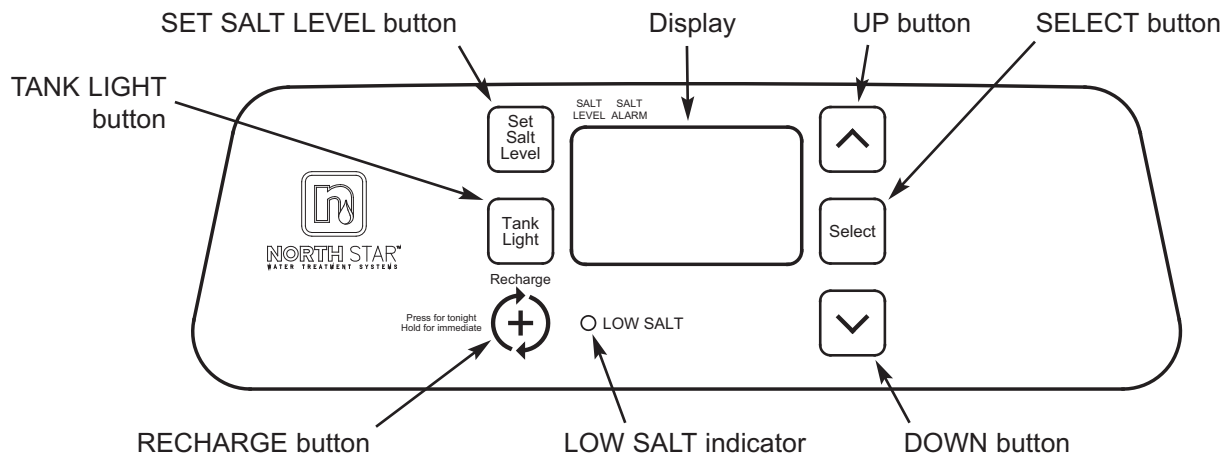 SET SALT LEVEL button
Display
UP button
SELECT button
TANK LIGHT
button
SALT
LEVEL
SALT
ALARM
Set
Salt
Level
Tank
Light
Select
NORTH STAR™
WATER TREATMENT SYSTEMS
Recharge
Press for tonight
Hold for immediate
LOW SALT
RECHARGE button
LOW SALT indicator
DOWN button